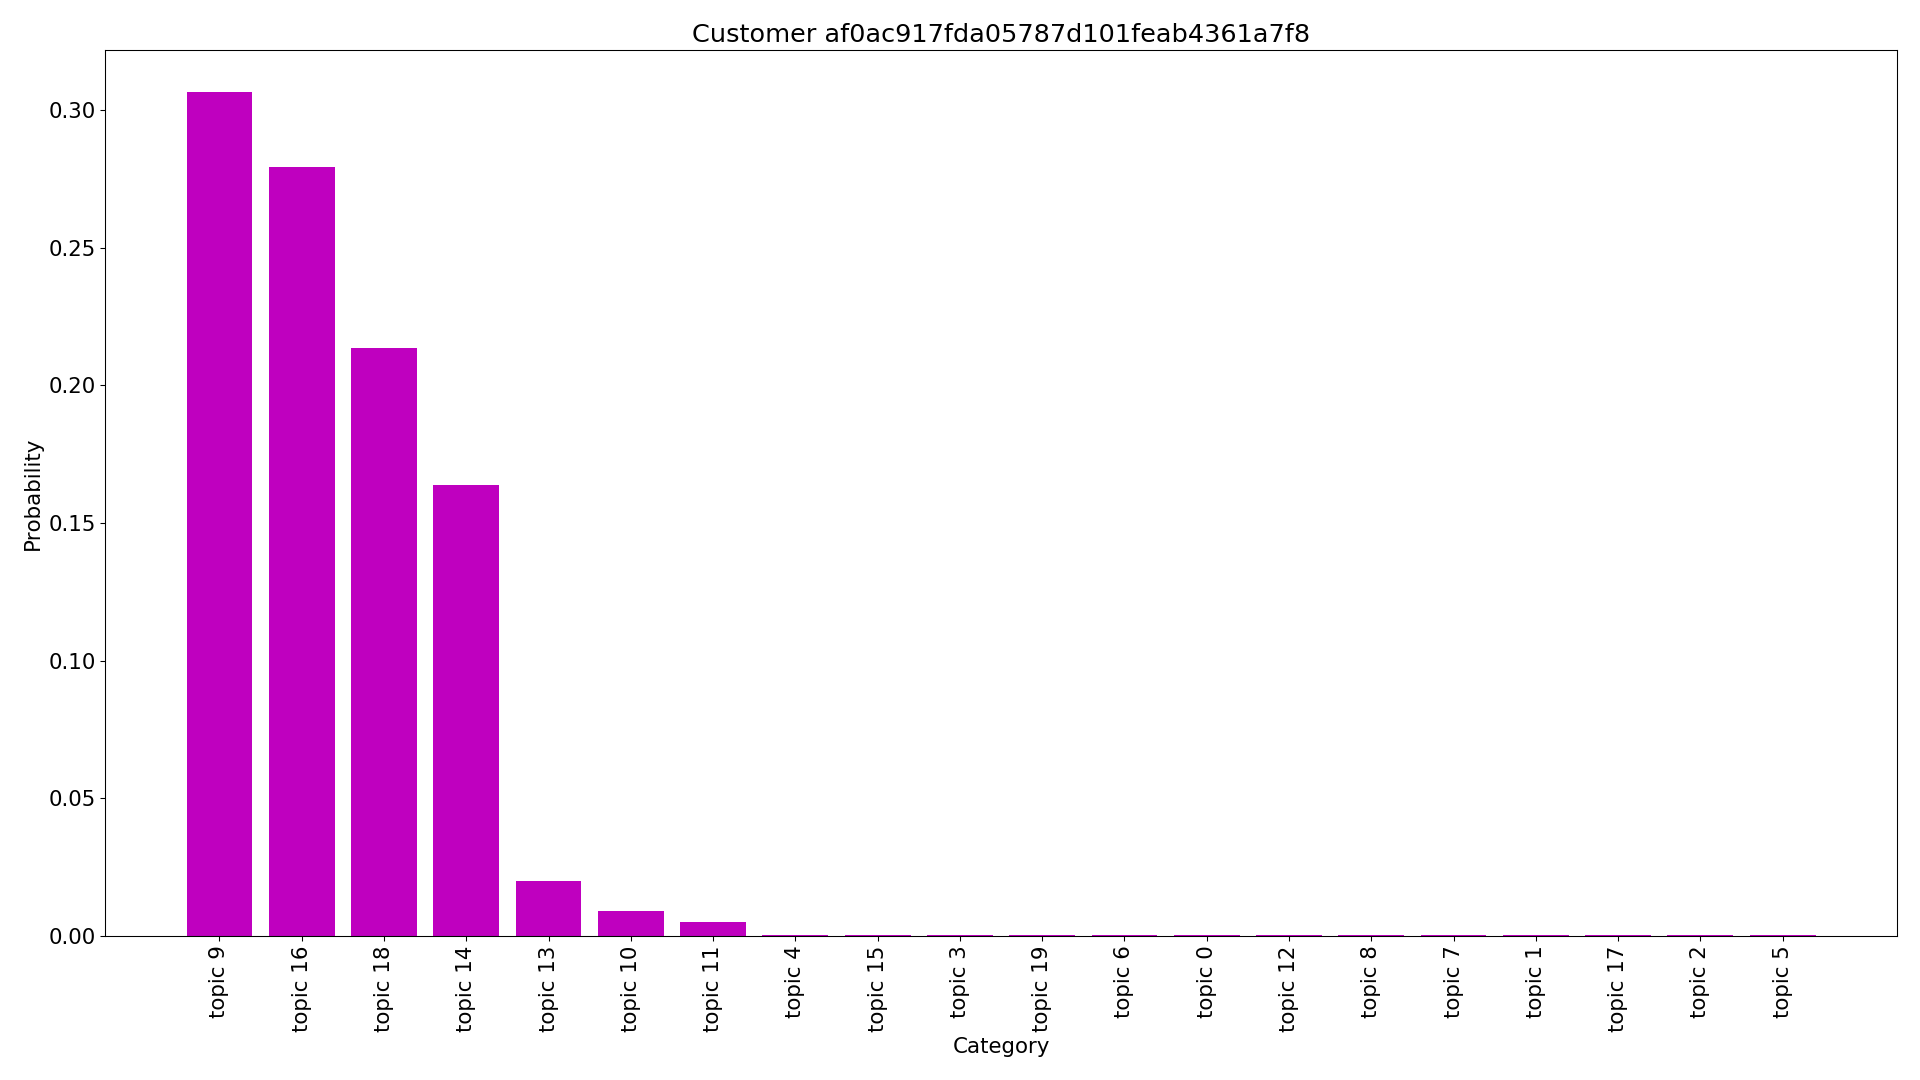 Customer af0ac917fda05787d101feab4361a7f8
0.30
0.25
0.20
0.15
0.10
0.05
0.00
Probability
topic 9
topic 16
topic 18
topic 14
topic 13
topic 10
topic 11
topic 4
topic 15
topic 3
topic 19
topic 6
topic 0
topic 12
topic 8
topic 7
topic 1
topic 17
topic 2
topic 5
Category